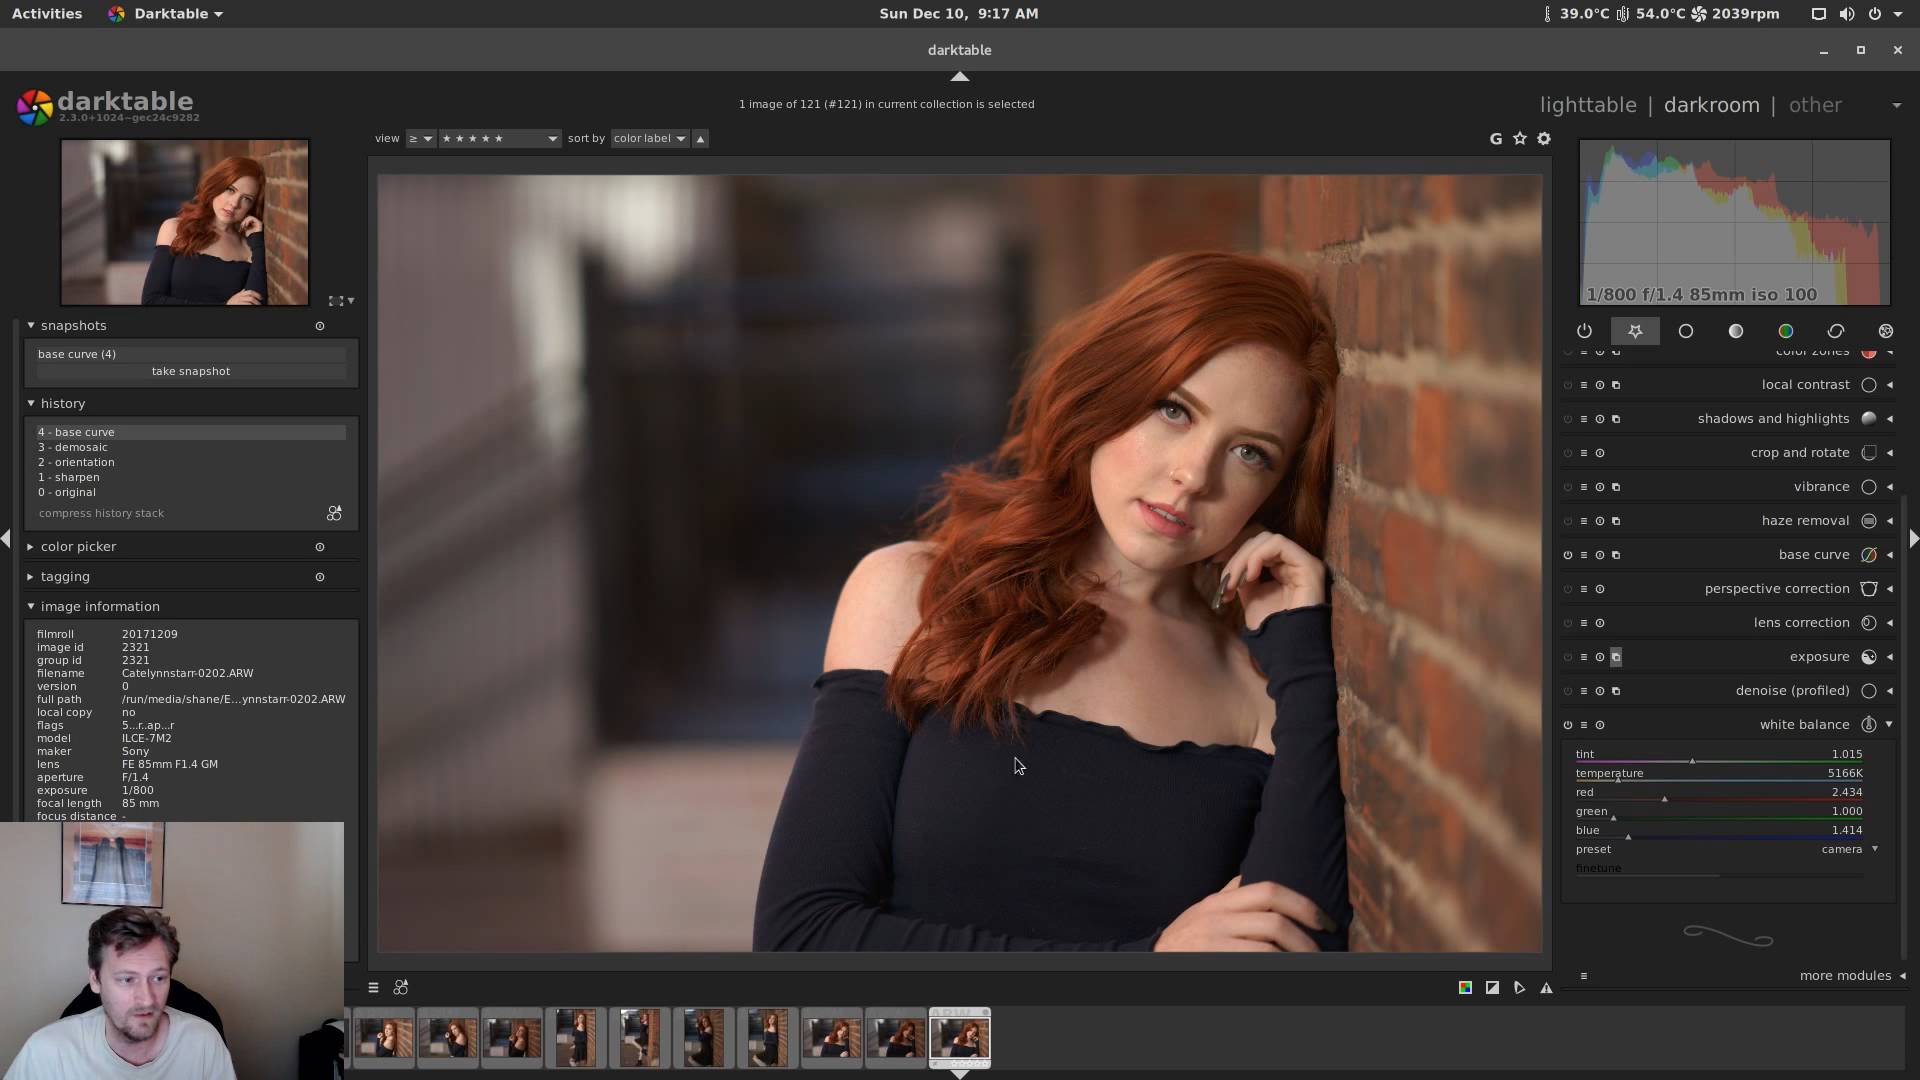 Activities Darktable Sun Dec 10, 9:17 AM 39.0°C 54.0°C 2039rpm
darktable
darktable
2.3.0+1024~gec24c9282
1 image of 121 (#121) in current collection is selected
lighttable | darkroom | other
view ≥ ★ ★ ★ ★ ★ sort by color label
G
1/800 f/1.4 85mm iso 100
snapshots
base curve (4)
take snapshot
history
4 - base curve
3 - demosaic
2 - orientation
1 - sharpen
0 - original
compress history stack
color picker
tagging
image information
filmroll 20171209
image id 2321
group id 2321
filename Catelynnstarr-0202.ARW
version 0
full path /run/media/shane/E...ynnstarr-0202.ARW
local copy no
flags 5...r..ap...r
model ILCE-7M2
maker Sony
lens FE 85mm F1.4 GM
aperture F/1.4
exposure 1/800
focal length 85 mm
focus distance -
color zones
local contrast
shadows and highlights
crop and rotate
vibrance
haze removal
base curve
perspective correction
lens correction
exposure
denoise (profiled)
white balance
tint 1.015
temperature 5166K
red 2.434
green 1.000
blue 1.414
preset camera
finetune
more modules
ARW